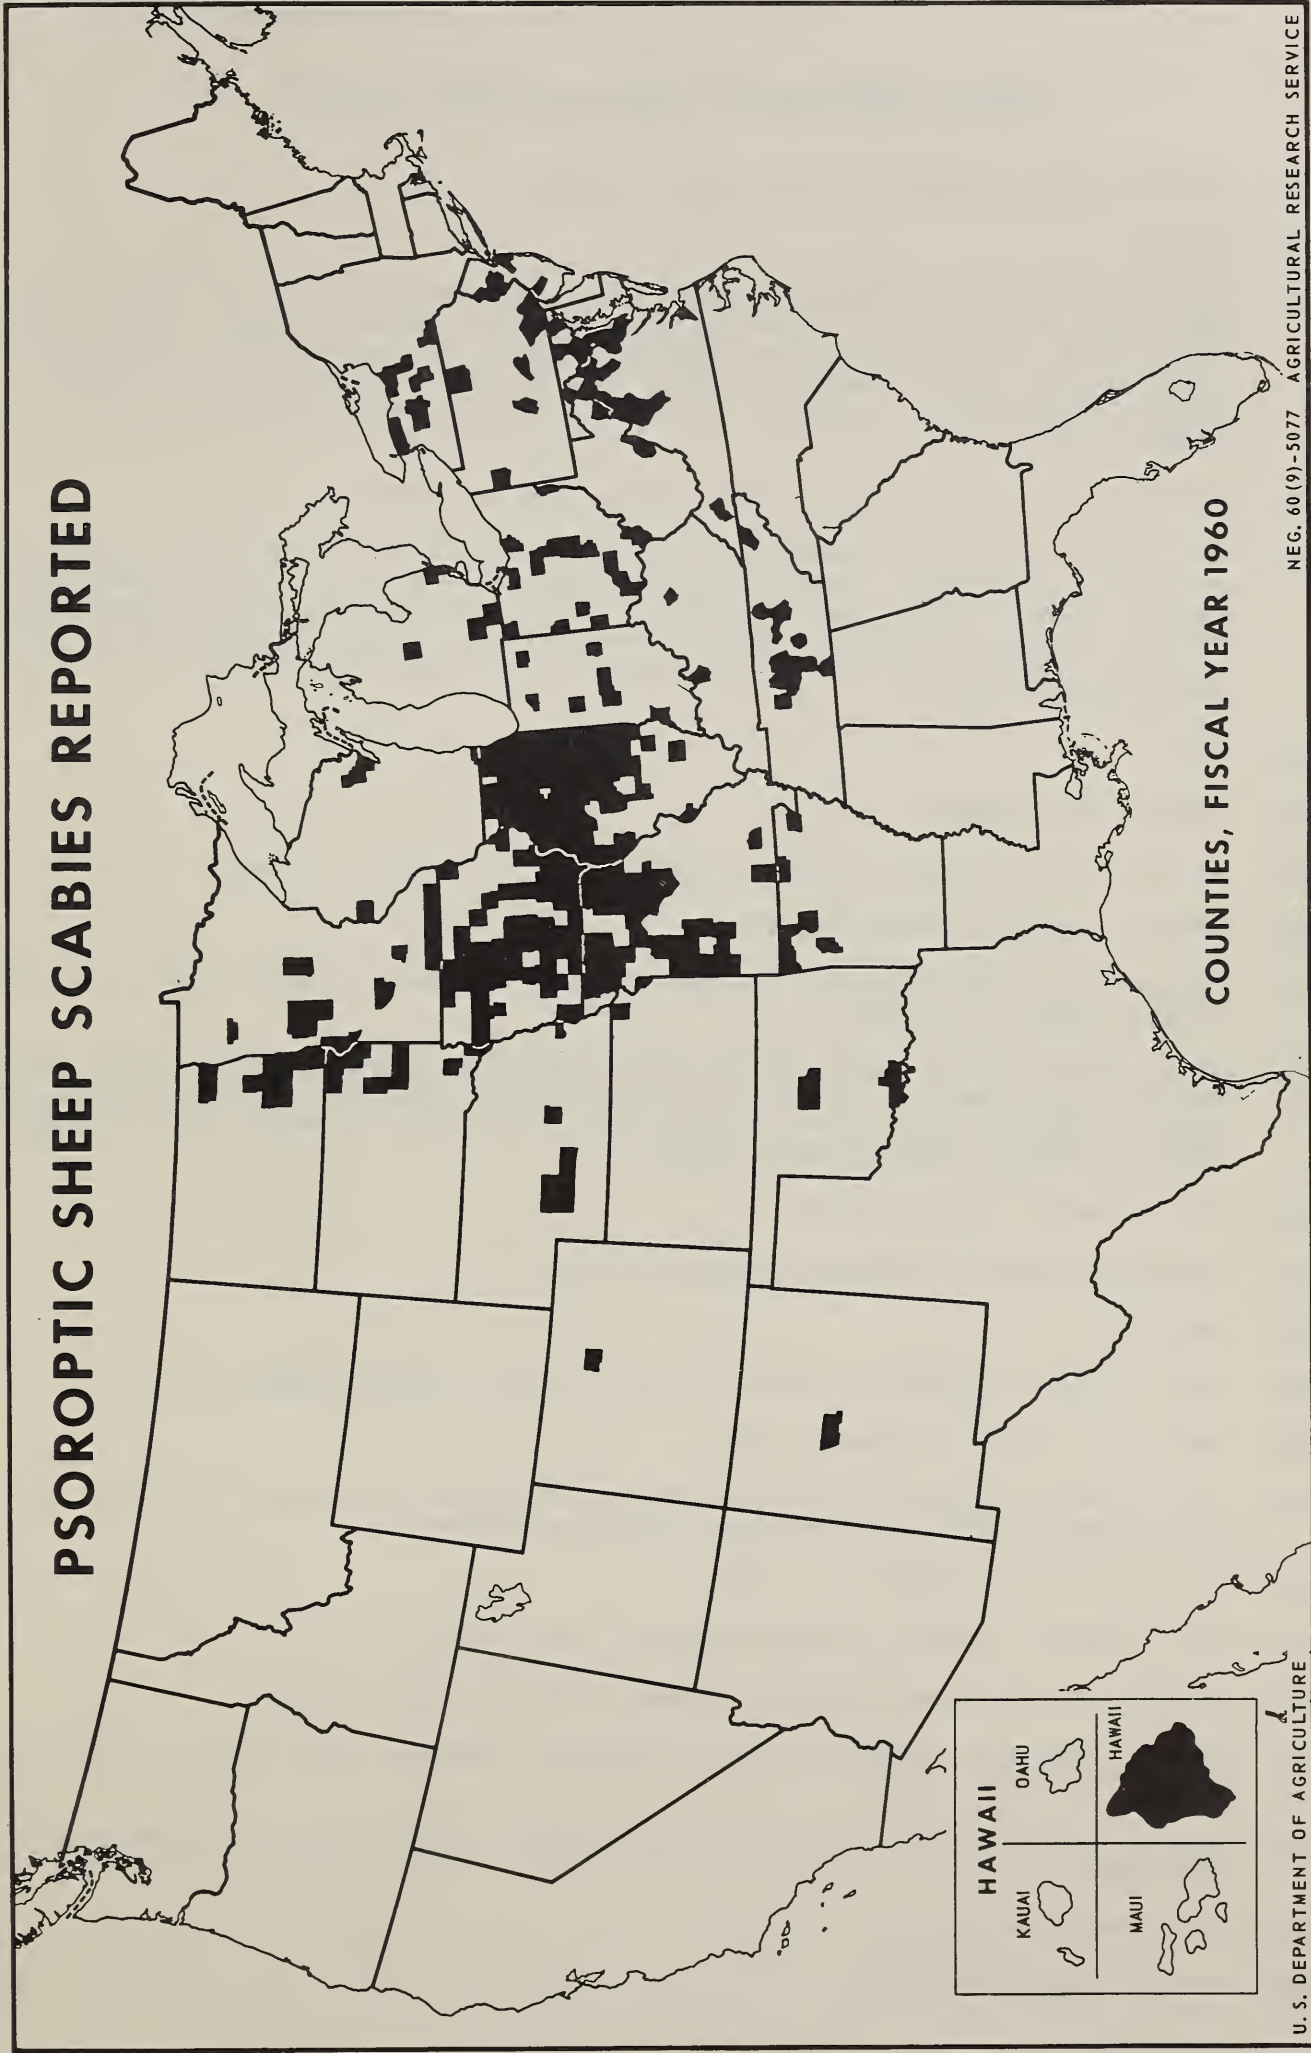 PSOROPTIC SHEEP SCABIES REPORTED
HAWAII
KAUAI
OAHU
MAUI
HAWAII
COUNTIES, FISCAL YEAR 1960
U. S. DEPARTMENT OF AGRICULTURE
NEG. 60 (9)-5077 AGRICULTURAL RESEARCH SERVICE